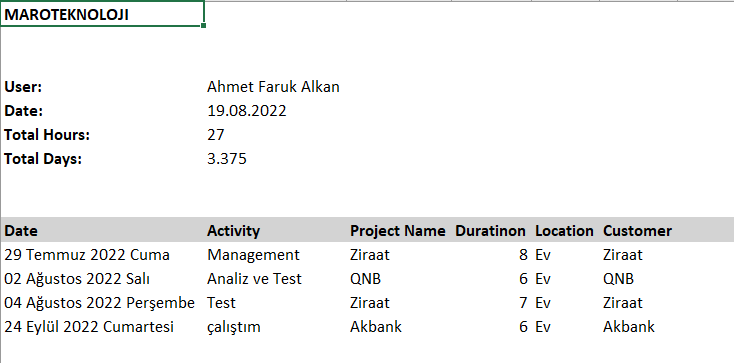 MAROTEKNOLOJI
User: Ahmet Faruk Alkan
Date: 19.08.2022
Total Hours: 27
Total Days: 3.375
Date Activity Project Name Duratinon Location Customer
29 Temmuz 2022 Cuma Management Ziraat 8 Ev Ziraat
02 Ağustos 2022 Salı Analiz ve Test QNB 6 Ev QNB
04 Ağustos 2022 Perşembe Test Ziraat 7 Ev Ziraat
24 Eylül 2022 Cumartesi çalıştım Akbank 6 Ev Akbank